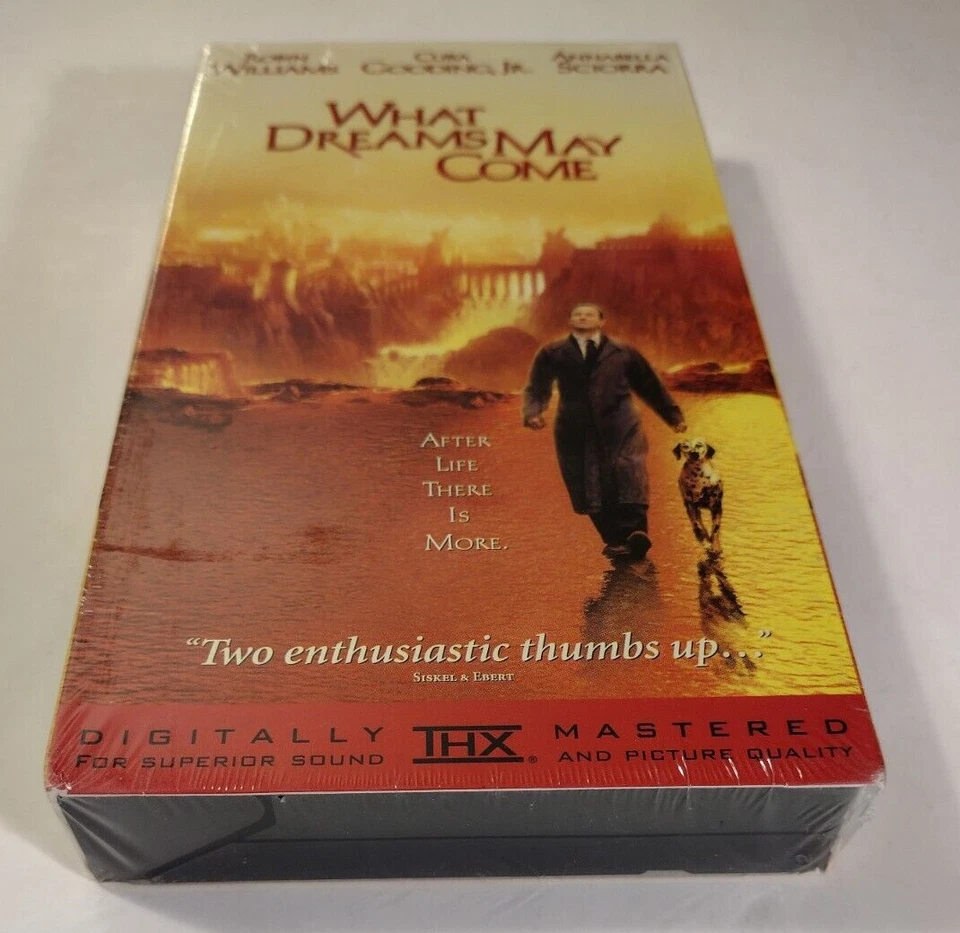 ROBIN WILLIAMS
CUBA GOODING, JR.
ANNABELLA SCIORRA
WHAT
DREAMS MAY
COME
AFTER
LIFE
THERE
IS
MORE.
“Two enthusiastic thumbs up...”
SISKEL & EBERT
DIGITALLY THX® MASTERED
FOR SUPERIOR SOUND AND PICTURE QUALITY